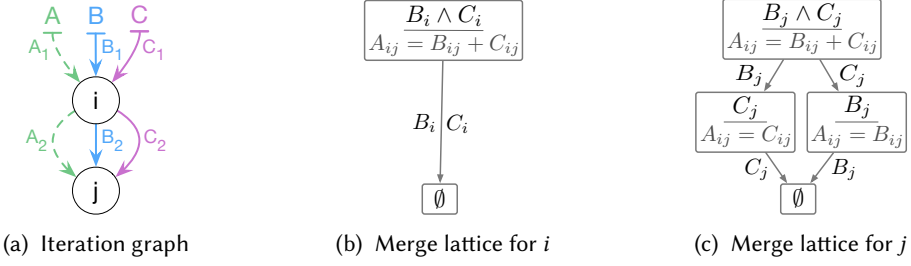 A B C
A₁ B₁ C₁
i
A₂ B₂ C₂
j
(a) Iteration graph
Bᵢ ∧ Cᵢ
Aᵢⱼ = Bᵢⱼ + Cᵢⱼ
Bᵢ Cᵢ
∅
(b) Merge lattice for i
Bⱼ ∧ Cⱼ
Aᵢⱼ = Bᵢⱼ + Cᵢⱼ
Bⱼ Cⱼ
Cⱼ Bⱼ
Aᵢⱼ = Cᵢⱼ Aᵢⱼ = Bᵢⱼ
Cⱼ Bⱼ
∅
(c) Merge lattice for j